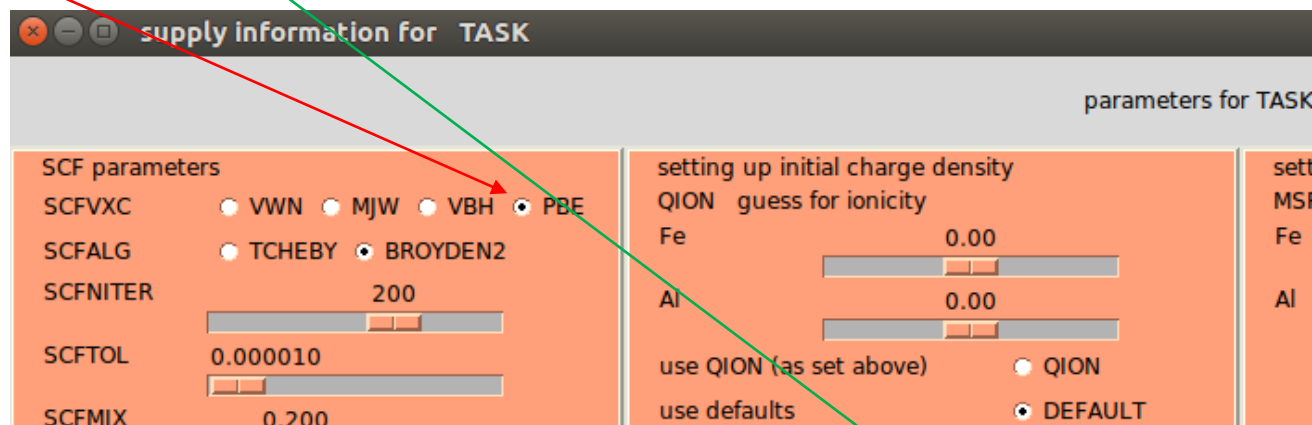 supply information for TASK
parameters for TASK
SCF parameters
SCFVXC VWN MJW VBH PBE
SCFALG TCHEBY BROYDEN2
SCFNITER 200
SCFTOL 0.000010
SCFMIX 0.200
setting up initial charge density
QION guess for ionicity
Fe 0.00
Al 0.00
use QION (as set above) QION
use defaults DEFAULT
Fe
Al